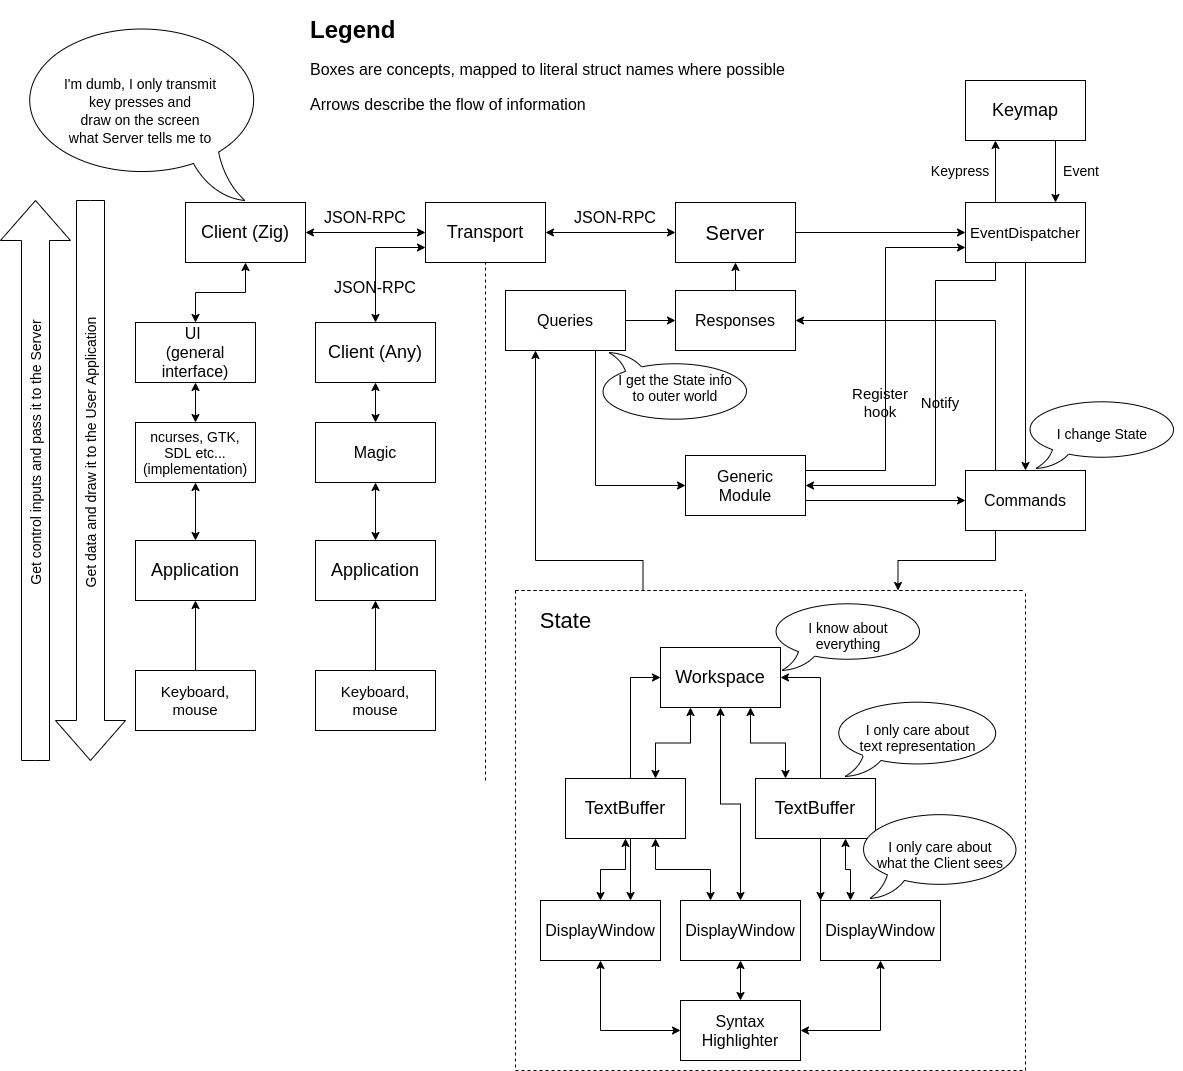 Legend
Boxes are concepts, mapped to literal struct names where possible
Arrows describe the flow of information
I'm dumb, I only transmit
key presses and
draw on the screen
what Server tells me to
Keymap
Keypress
Event
Client (Zig)
JSON-RPC
Transport
JSON-RPC
Server
EventDispatcher
JSON-RPC
Get control inputs and pass it to the Server
Get data and draw it to the User Application
UI
(general
interface)
Client (Any)
Queries
Responses
I get the State info
to outer world
Register
hook
Notify
I change State
ncurses, GTK,
SDL etc...
(implementation)
Magic
Generic
Module
Commands
Application
Application
Keyboard,
mouse
Keyboard,
mouse
State
I know about
everything
Workspace
I only care about
text representation
TextBuffer
TextBuffer
I only care about
what the Client sees
DisplayWindow
DisplayWindow
DisplayWindow
Syntax
Highlighter